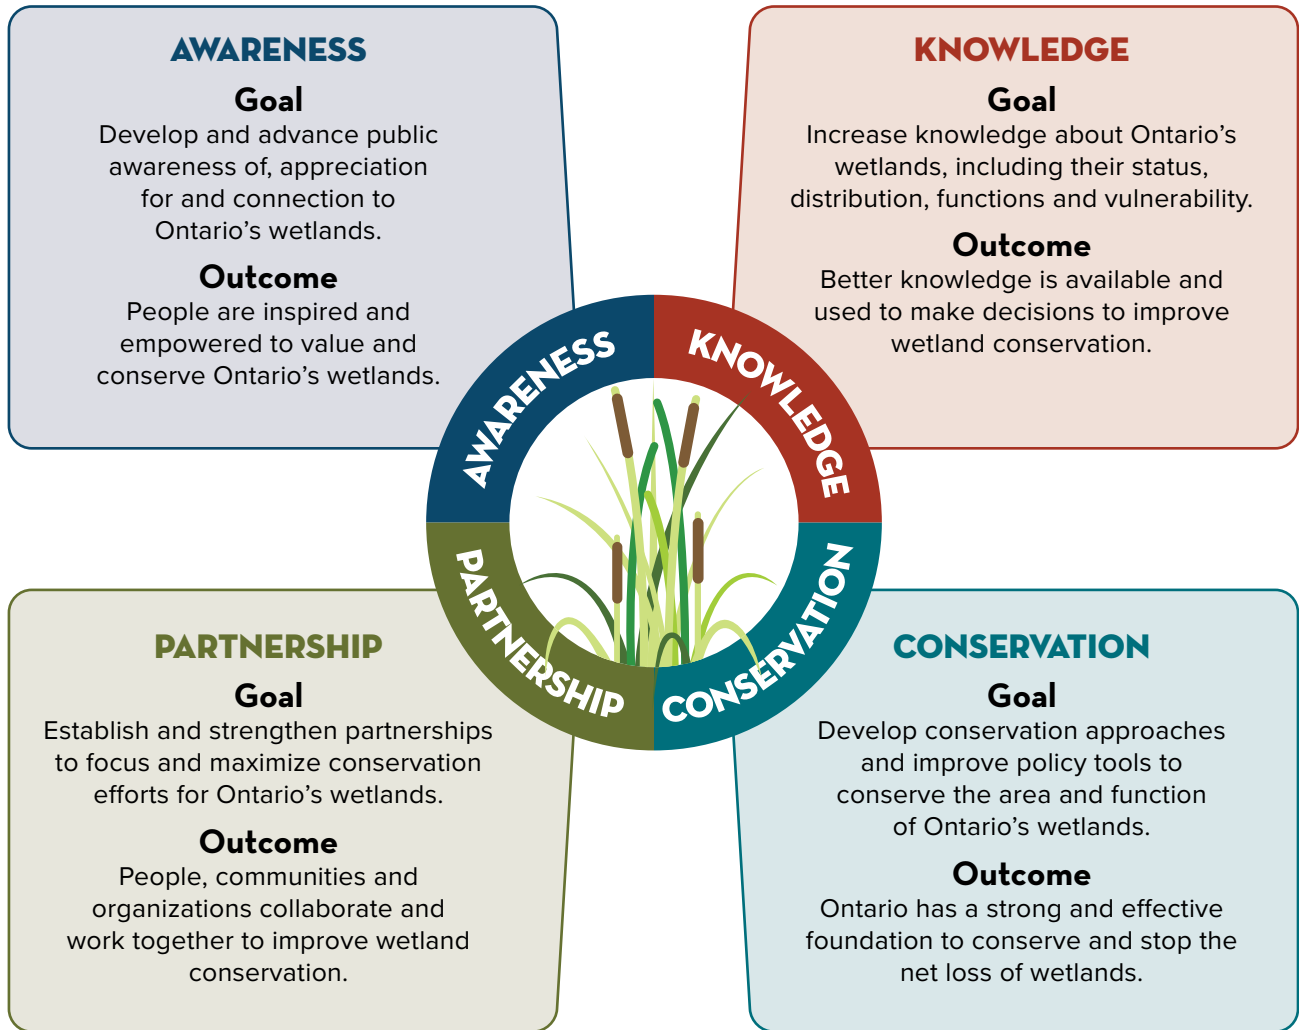 AWARENESS
Goal
Develop and advance public
awareness of, appreciation
for and connection to
Ontario’s wetlands.
Outcome
People are inspired and
empowered to value and
conserve Ontario’s wetlands.
KNOWLEDGE
Goal
Increase knowledge about Ontario’s
wetlands, including their status,
distribution, functions and vulnerability.
Outcome
Better knowledge is available and
used to make decisions to improve
wetland conservation.
AWARENESS
KNOWLEDGE
PARTNERSHIP
CONSERVATION
PARTNERSHIP
Goal
Establish and strengthen partnerships
to focus and maximize conservation
efforts for Ontario’s wetlands.
Outcome
People, communities and
organizations collaborate and
work together to improve wetland
conservation.
CONSERVATION
Goal
Develop conservation approaches
and improve policy tools to
conserve the area and function
of Ontario’s wetlands.
Outcome
Ontario has a strong and effective
foundation to conserve and stop the
net loss of wetlands.